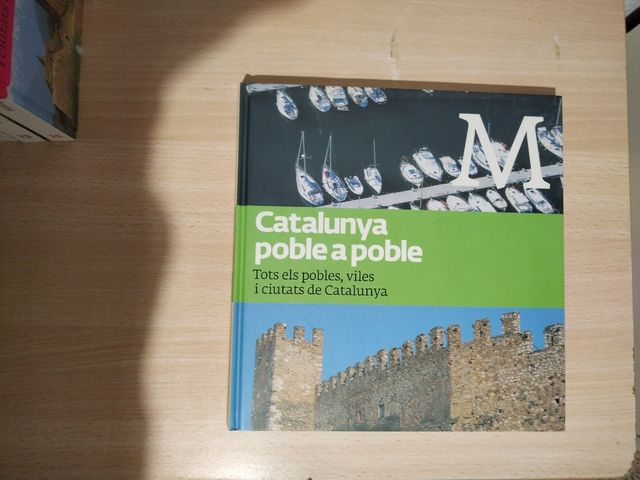 M
Catalunya
poble a poble
Tots els pobles, viles
i ciutats de Catalunya